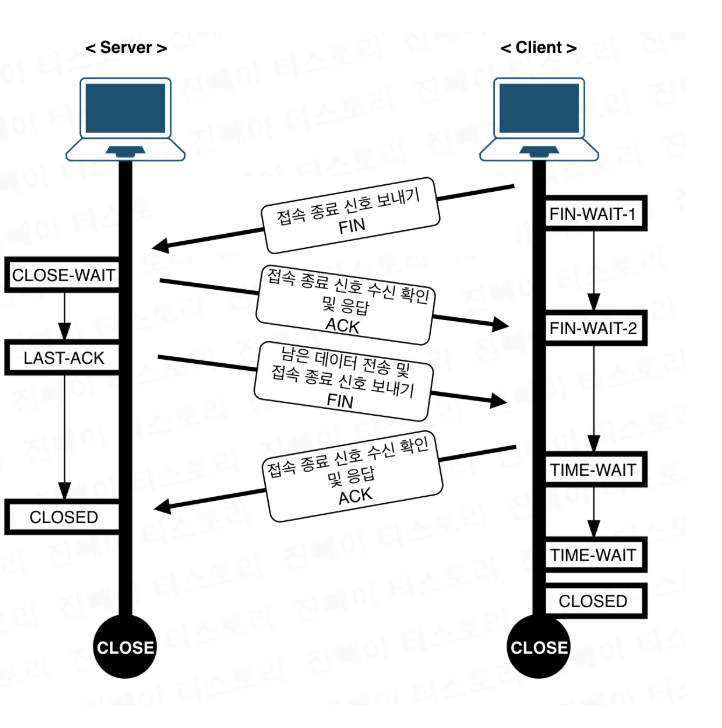 < Server >
< Client >
접속 종료 신호 보내기
FIN
FIN-WAIT-1
CLOSE-WAIT
접속 종료 신호 수신 확인
및 응답
ACK
FIN-WAIT-2
LAST-ACK
남은 데이터 전송 및
접속 종료 신호 보내기
FIN
접속 종료 신호 수신 확인
및 응답
ACK
TIME-WAIT
CLOSED
TIME-WAIT
CLOSED
CLOSE
CLOSE
진빼이 티스토리